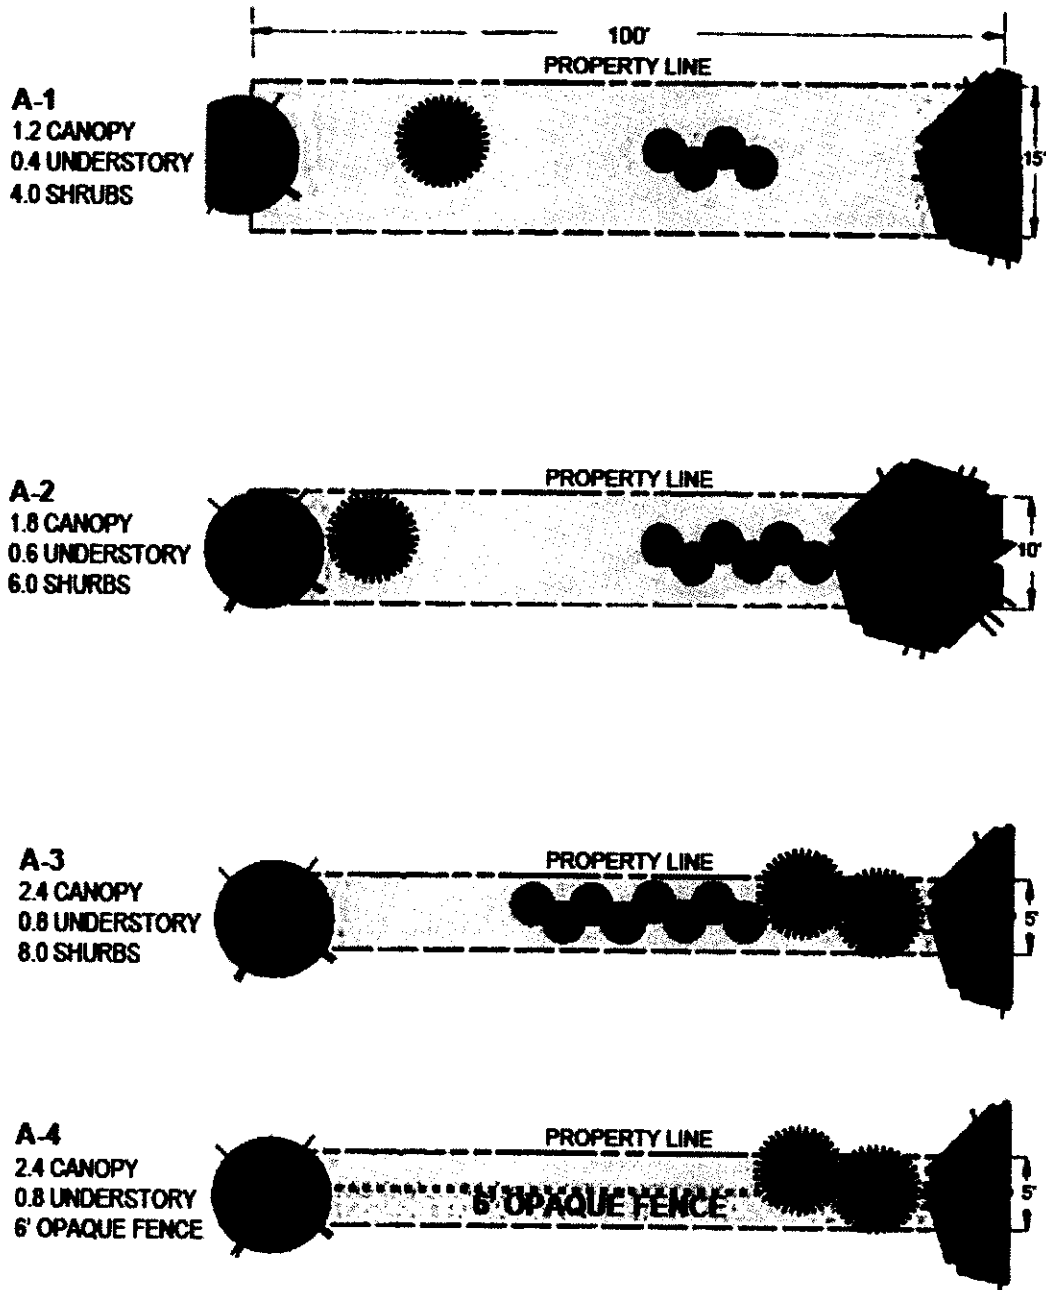 100'
PROPERTY LINE
A-1
1.2 CANOPY
0.4 UNDERSTORY
4.0 SHRUBS
15'
PROPERTY LINE
A-2
1.8 CANOPY
0.6 UNDERSTORY
6.0 SHURBS
10'
PROPERTY LINE
A-3
2.4 CANOPY
0.8 UNDERSTORY
8.0 SHURBS
5'
PROPERTY LINE
A-4
2.4 CANOPY
0.8 UNDERSTORY
6' OPAQUE FENCE
6' OPAQUE FENCE
5'